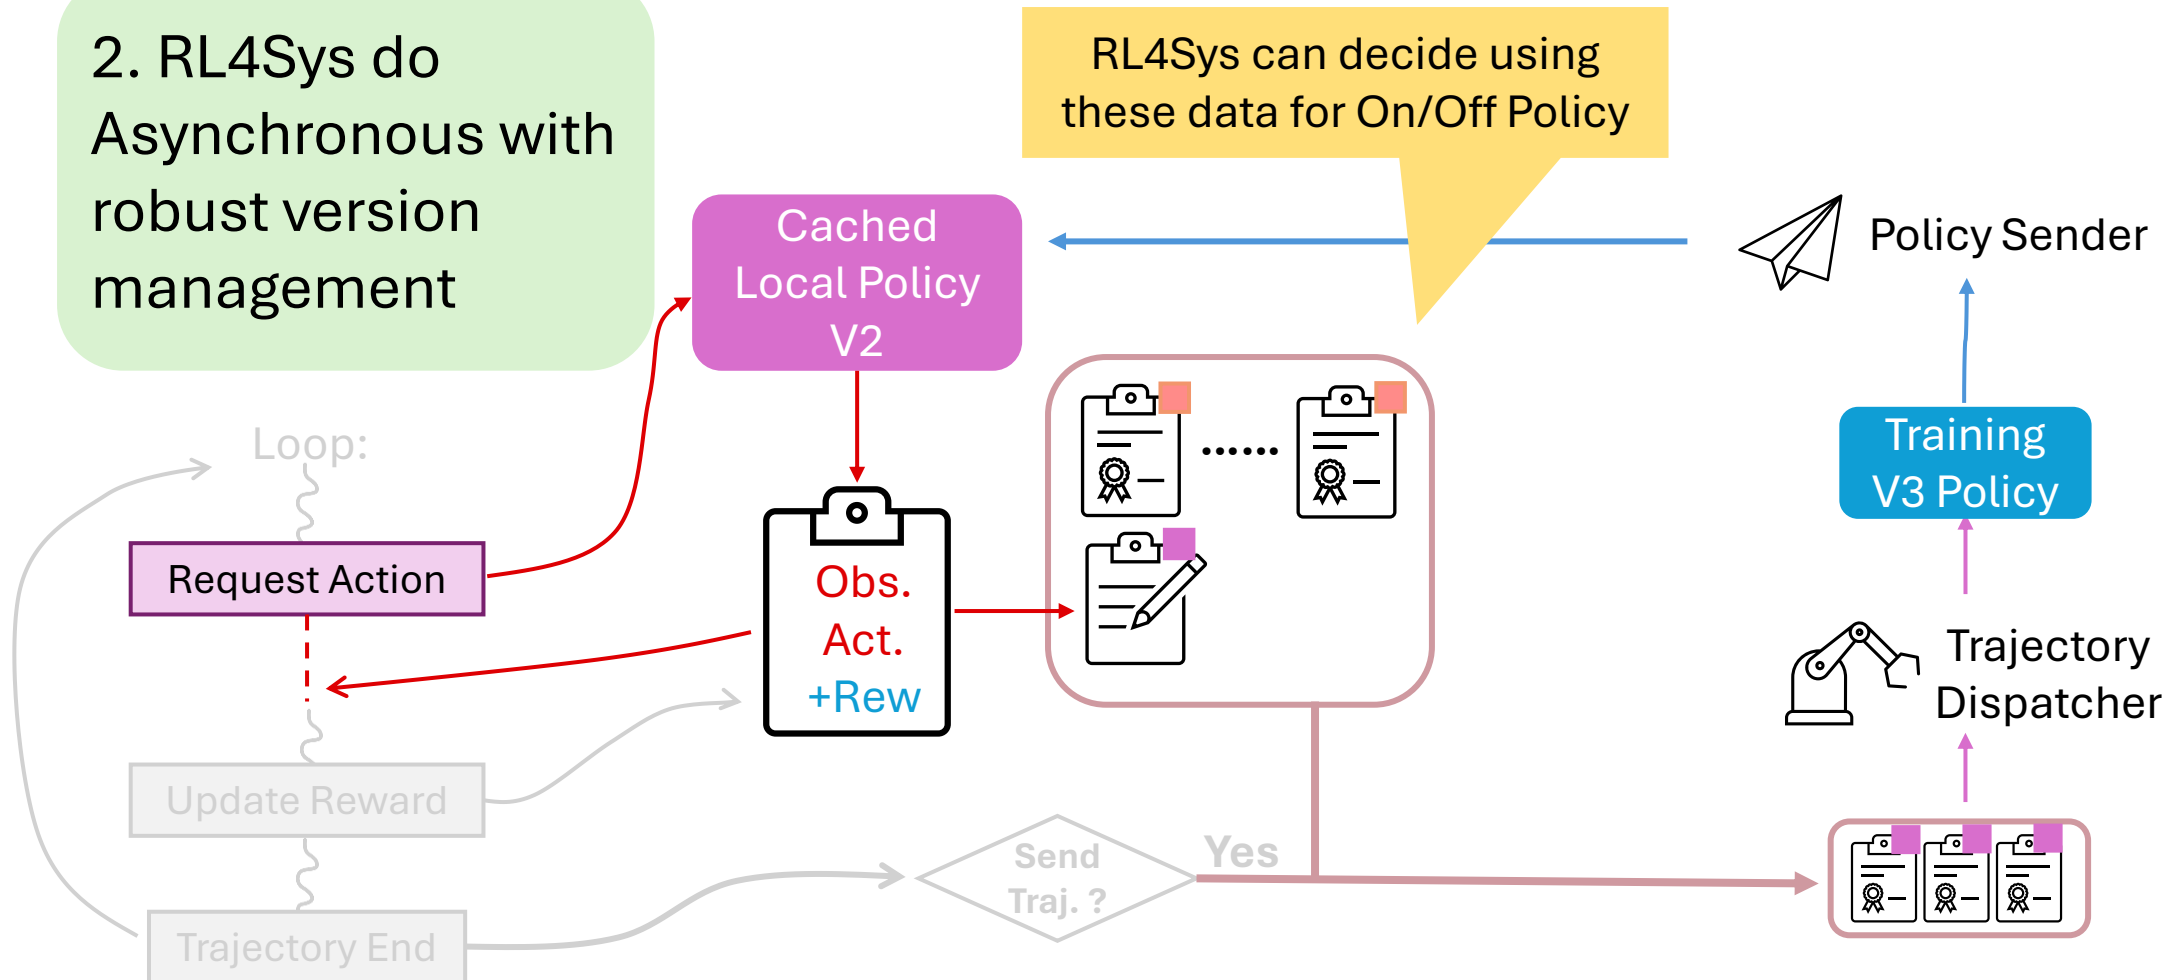 2. RL4Sys do
Asynchronous with
robust version
management
RL4Sys can decide using
these data for On/Off Policy
Cached
Local Policy
V2
Policy Sender
Loop:
Training
V3 Policy
Request Action
Obs.
Act.
+Rew
Trajectory
Dispatcher
Update Reward
Send
Traj. ?
Yes
Trajectory End